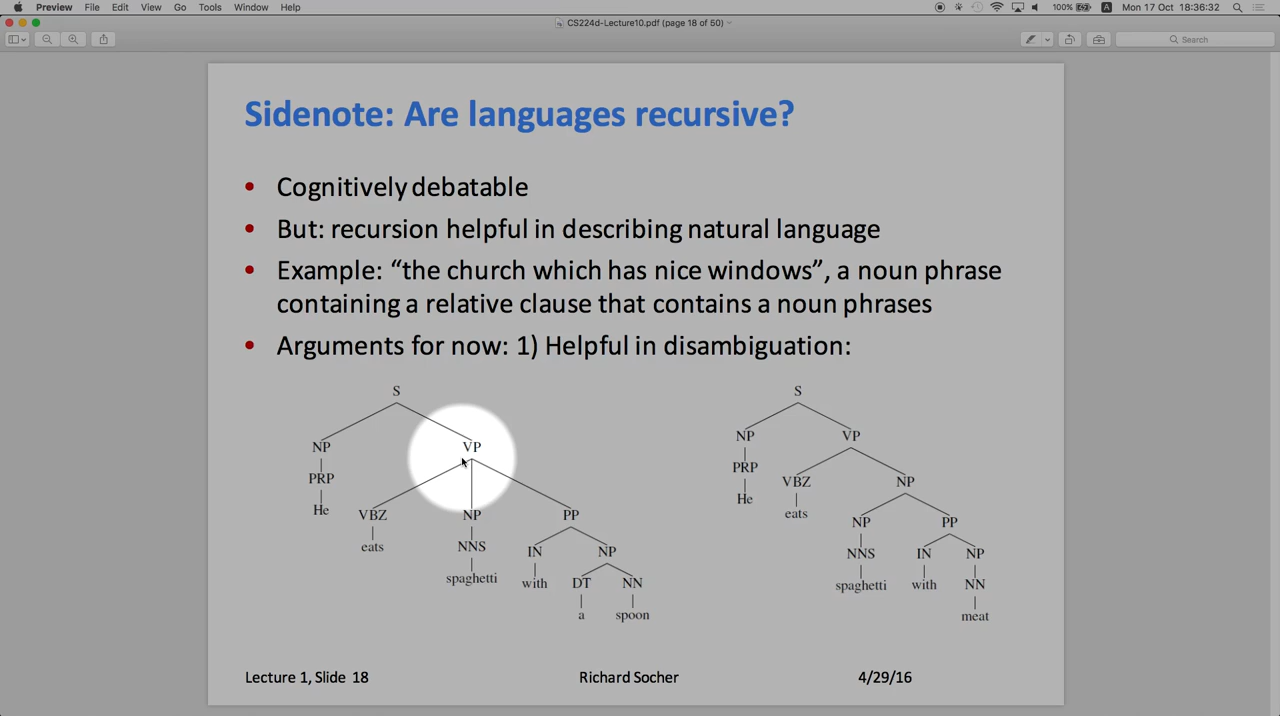 Preview File Edit View Go Tools Window Help 100% A Mon 17 Oct 18:36:32
CS224d-Lecture10.pdf (page 18 of 50)
Search
Sidenote: Are languages recursive?
• Cognitively debatable
• But: recursion helpful in describing natural language
• Example: “the church which has nice windows”, a noun phrase
containing a relative clause that contains a noun phrases
• Arguments for now: 1) Helpful in disambiguation:
S
NP VP
PRP
He VBZ NP PP
eats NNS IN NP
spaghetti with DT NN
a spoon
S
NP VP
PRP VBZ NP
He eats NP PP
NNS IN NP
spaghetti with NN
meat
Lecture 1, Slide 18 Richard Socher 4/29/16